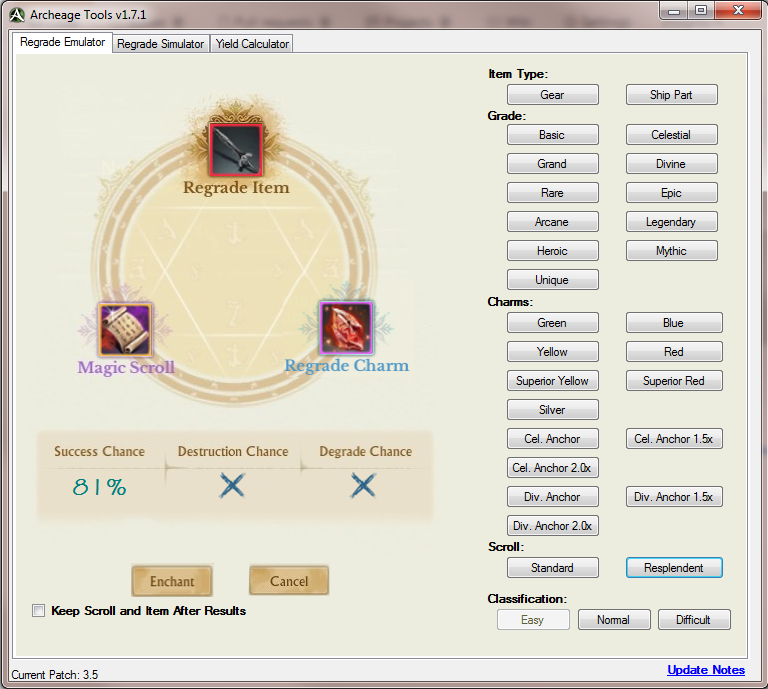 Archeage Tools v1.7.1
Regrade Emulator Regrade Simulator Yield Calculator
Regrade Item
Magic Scroll
Regrade Charm
Success Chance Destruction Chance Degrade Chance
81%
Enchant Cancel
Keep Scroll and Item After Results
Item Type:
Gear Ship Part
Grade:
Basic Celestial
Grand Divine
Rare Epic
Arcane Legendary
Heroic Mythic
Unique
Charms:
Green Blue
Yellow Red
Superior Yellow Superior Red
Silver
Cel. Anchor Cel. Anchor 1.5x
Cel. Anchor 2.0x
Div. Anchor Div. Anchor 1.5x
Div. Anchor 2.0x
Scroll:
Standard Resplendent
Classification:
Easy Normal Difficult
Current Patch: 3.5 Update Notes